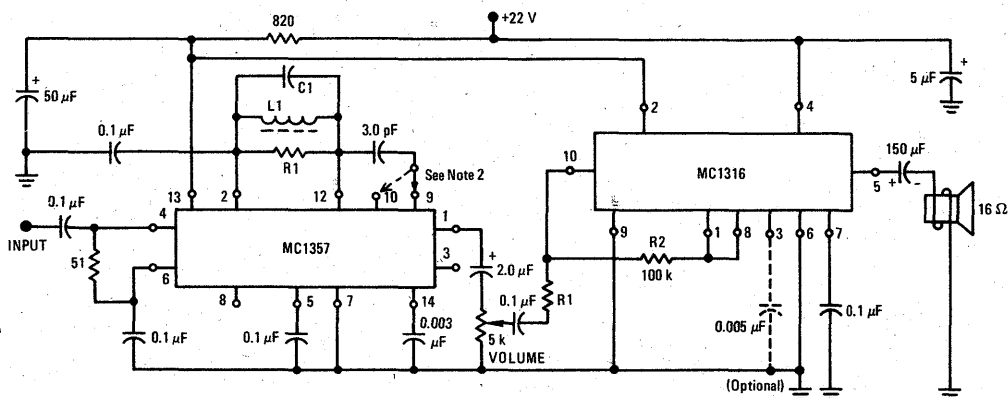 +22 V
820
+
50 μF
C1
L1
0.1 μF
R1
3.0 pF
See Note 2
13
2
12
10
9
0.1 μF
INPUT
4
51
6
MC1357
1
3
+
2.0 μF
8
5
7
14
0.1 μF
0.1 μF
0.003
μF
5 k
VOLUME
0.1 μF
R1
R2
100 k
+
5 μF
2
4
10
MC1316
150 μF
5
+
-
16 Ω
9
1
8
3
6
7
0.005 μF
0.1 μF
(Optional)